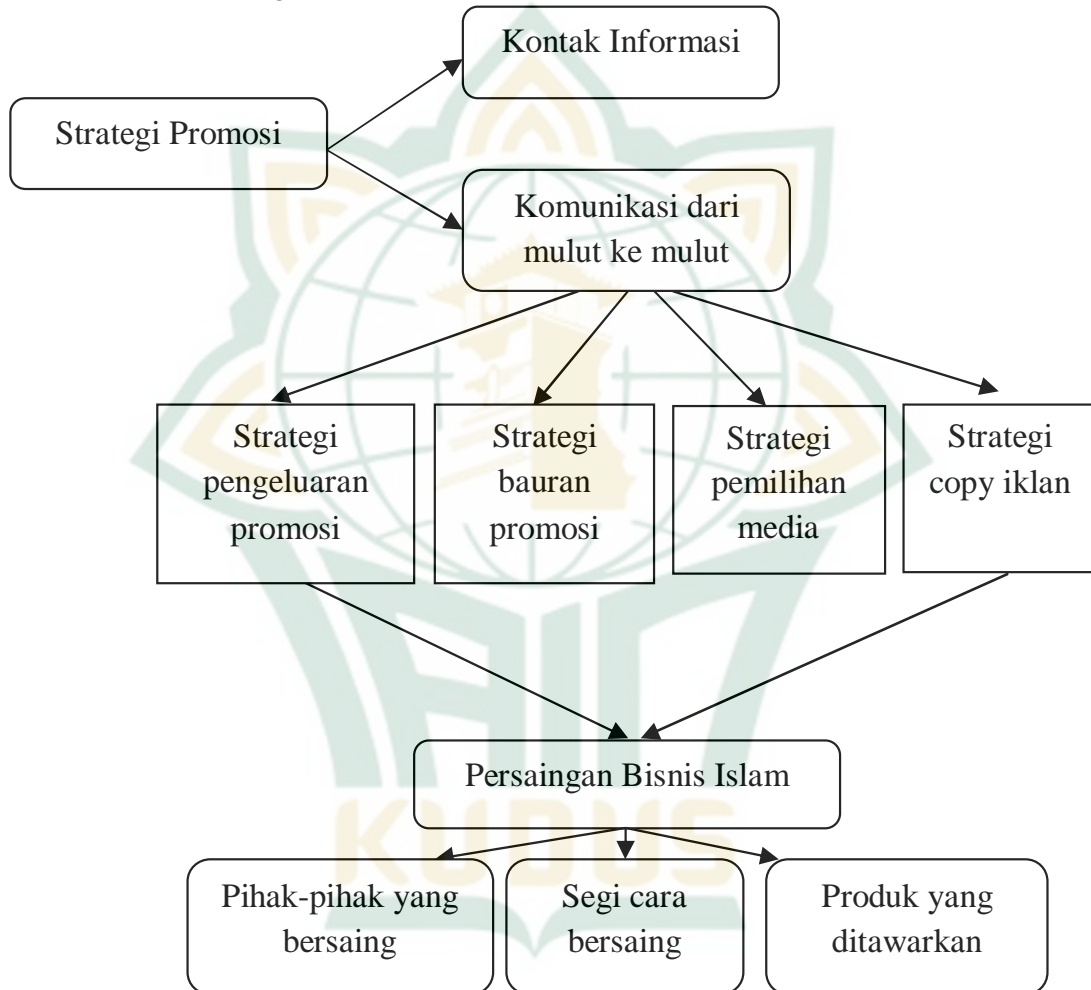 Kontak Informasi
Strategi Promosi
Komunikasi dari
mulut ke mulut
Strategi
pengeluaran
promosi
Strategi
bauran
promosi
Strategi
pemilihan
media
Strategi
copy iklan
Persaingan Bisnis Islam
KUDUS
Pihak-pihak yang
bersaing
Segi cara
bersaing
Produk yang
ditawarkan